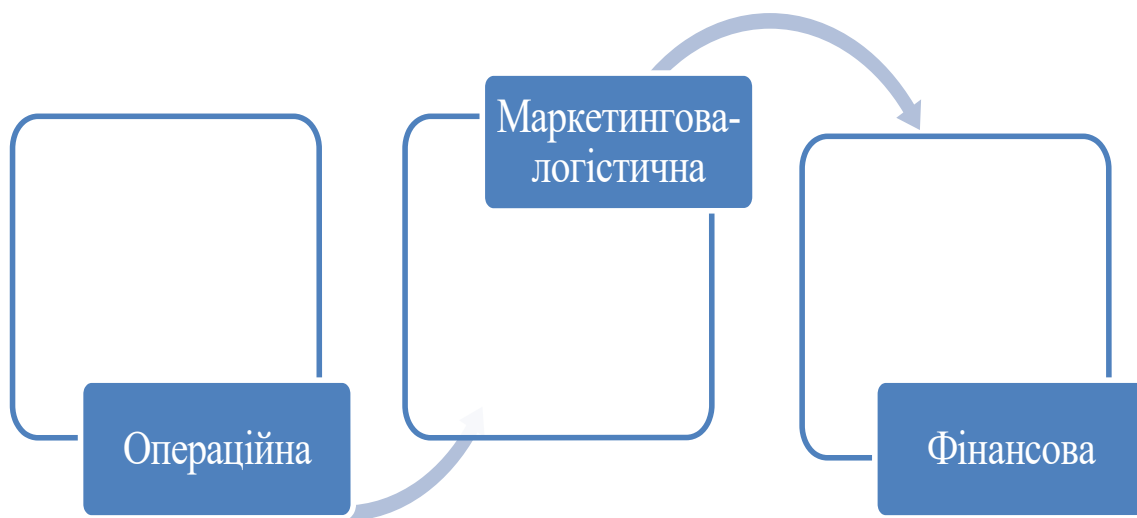 Операційна
Маркетингова-
логістична
Фінансова